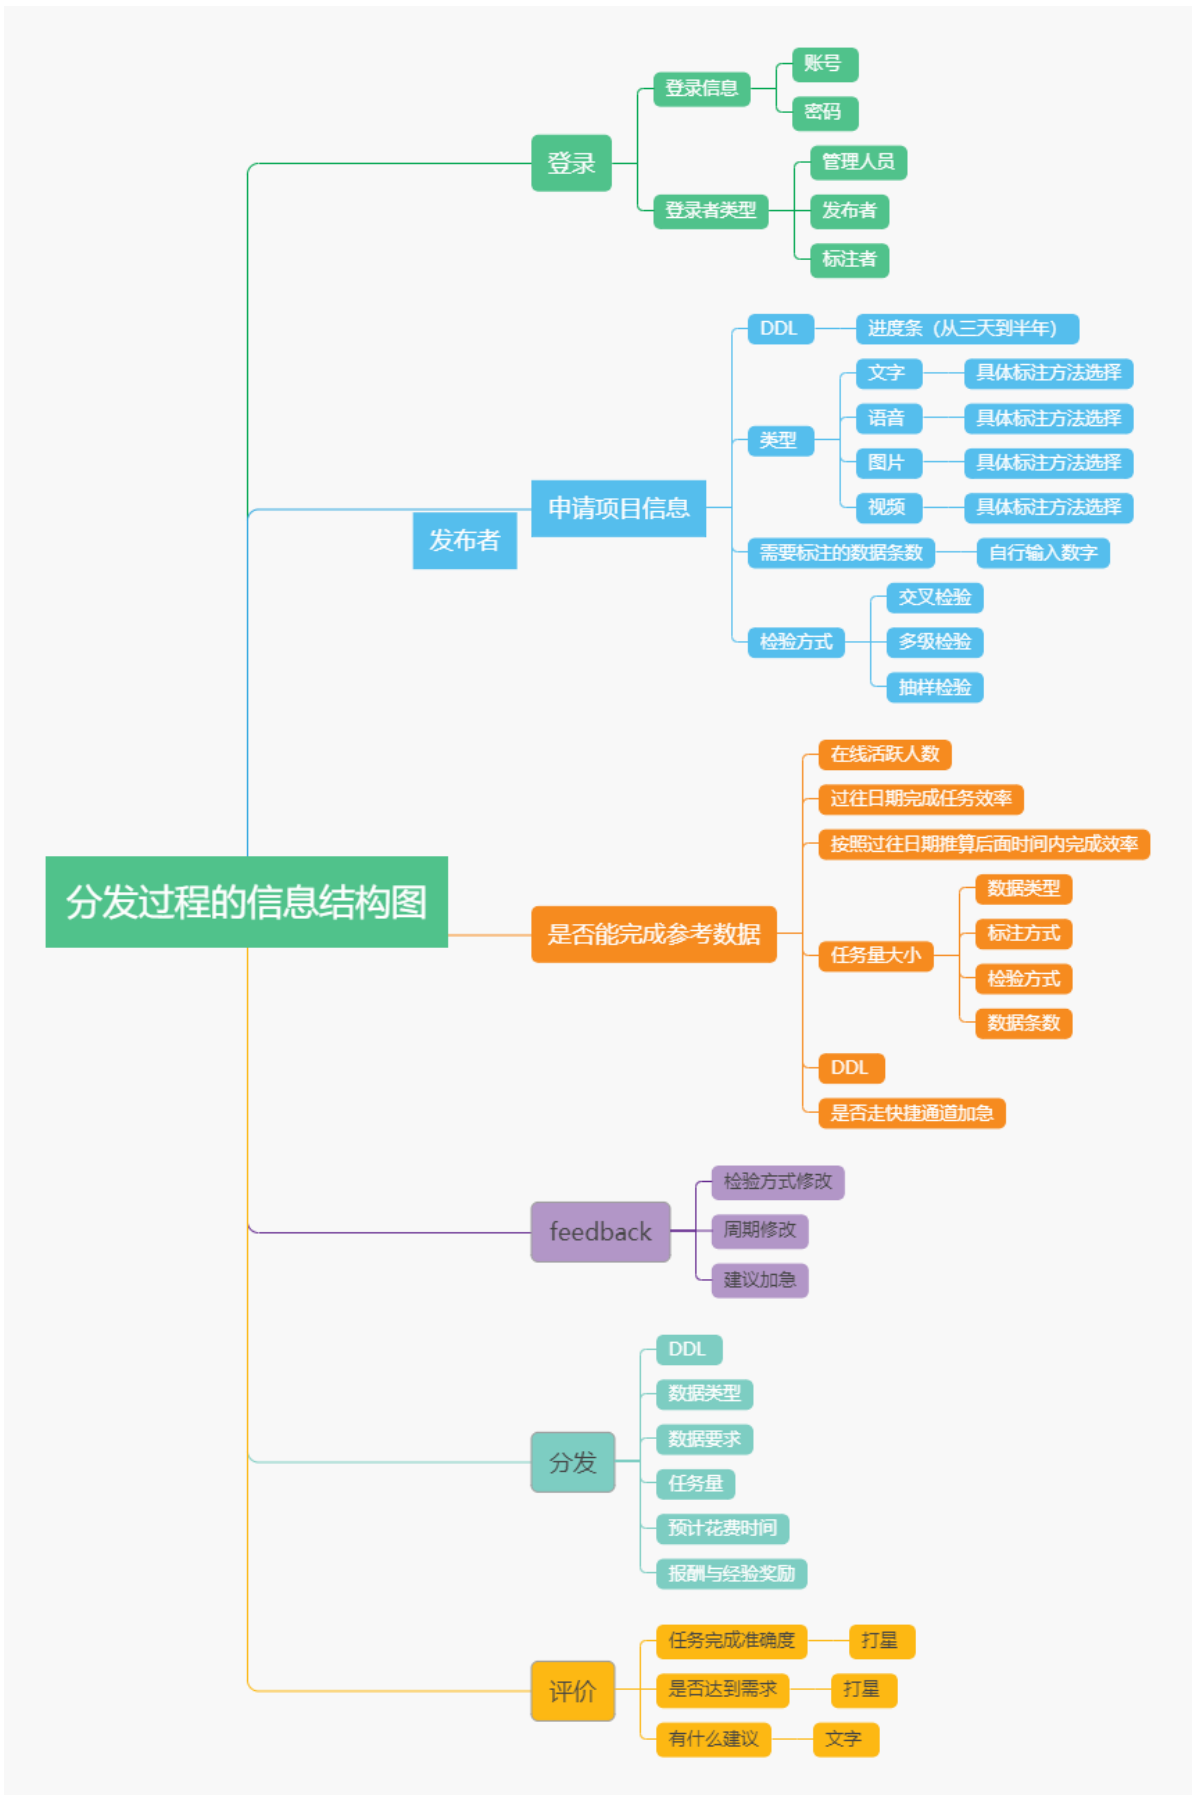 账号
登录信息
密码
登录
管理人员
登录者类型
发布者
标注者
DDL
进度条（从三天到半年）
文字
具体标注方法选择
语音
具体标注方法选择
类型
图片
具体标注方法选择
视频
具体标注方法选择
申请项目信息
发布者
需要标注的数据条数
自行输入数字
交叉检验
检验方式
多级检验
抽样检验
在线活跃人数
过往日期完成任务效率
按照过往日期推算后面时间内完成效率
分发过程的信息结构图
是否能完成参考数据
数据类型
标注方式
任务量大小
检验方式
数据条数
DDL
是否走快捷通道加急
检验方式修改
feedback
周期修改
建议加急
DDL
数据类型
数据要求
分发
任务量
预计花费时间
报酬与经验奖励
任务完成准确度
打星
评价
是否达到需求
打星
有什么建议
文字